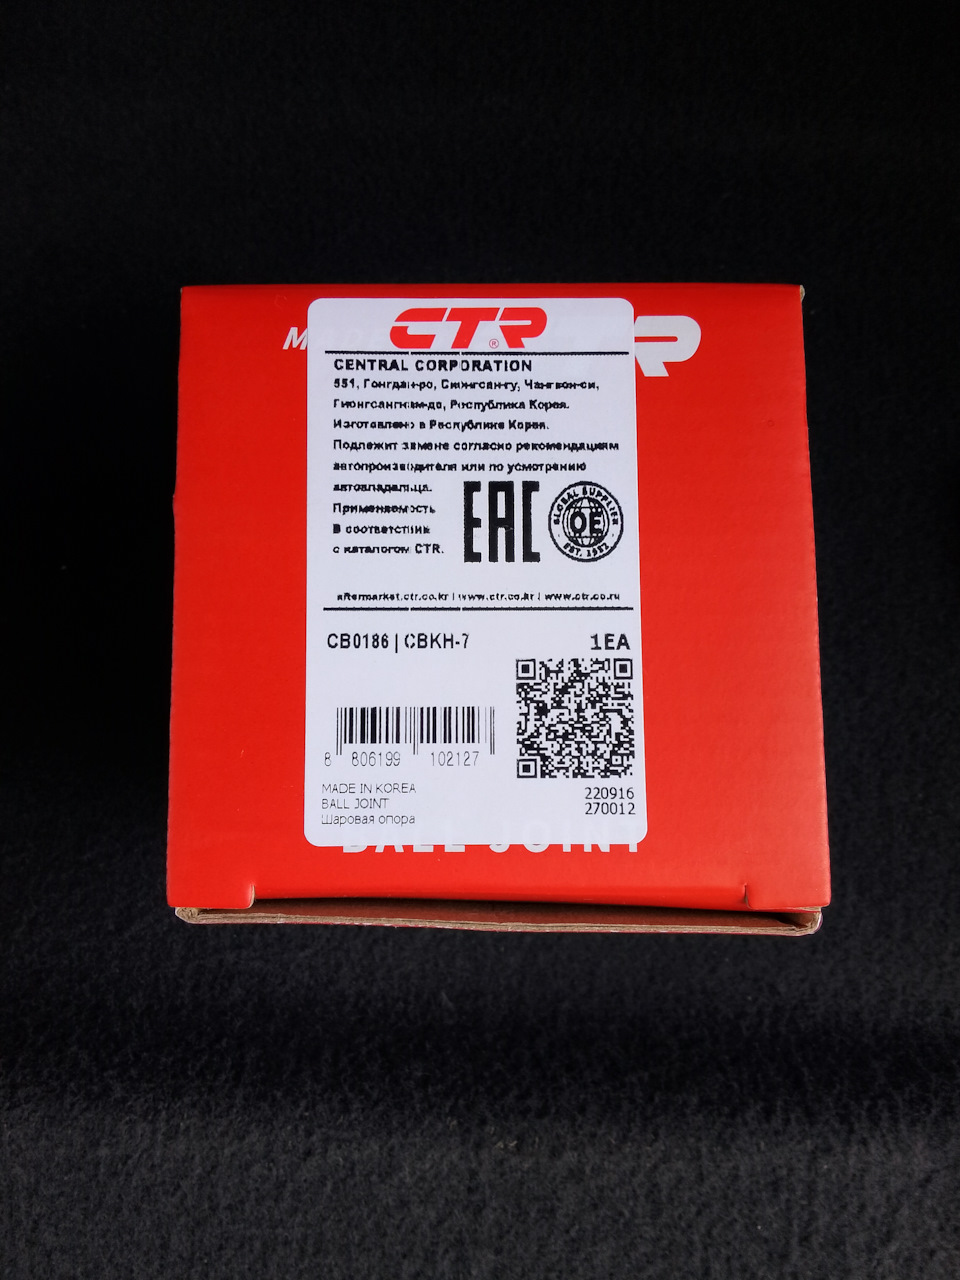 CTR
®
CENTRAL CORPORATION
551, Гонгдан-ро, Сионгсан-гу, Чангвон-си,
Гионгсангнам-до, Республика Корея.
Изготовлено в Республике Корея.
Подлежит замене согласно рекомендациям
автопроизводителя или по усмотрению
автовладельца.
Применяемость
В соответствии
с каталогом CTR.
EAC
GLOBAL SUPPLIER
OE
EST. 1952
aftermarket.ctr.co.kr | www.ctr.co.kr | www.ctr.co.ru
CB0186 | CBKH-7
1EA
8 806199 102127
MADE IN KOREA
BALL JOINT
Шаровая опора
220916
270012
BALL JOINT